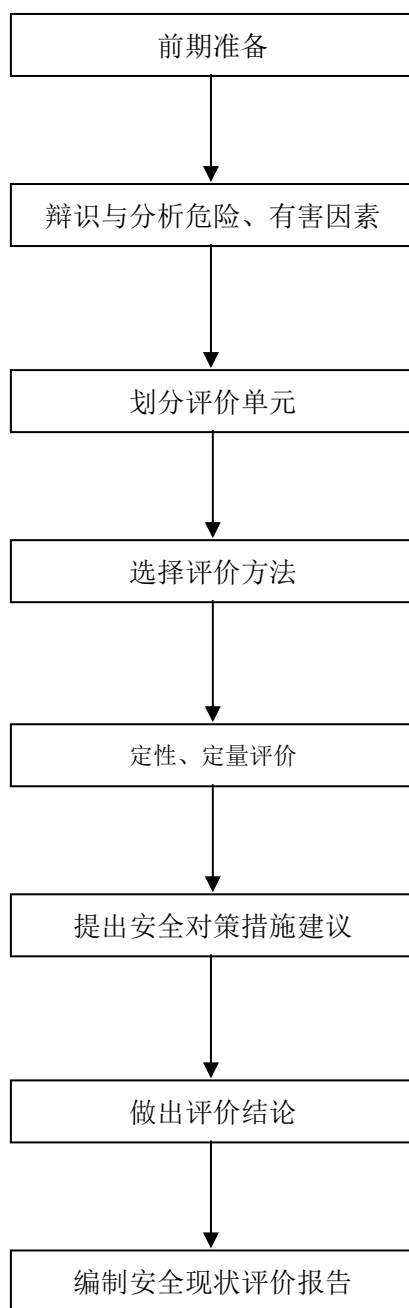 前期准备
辩识与分析危险、有害因素
划分评价单元
选择评价方法
定性、定量评价
提出安全对策措施建议
做出评价结论
编制安全现状评价报告